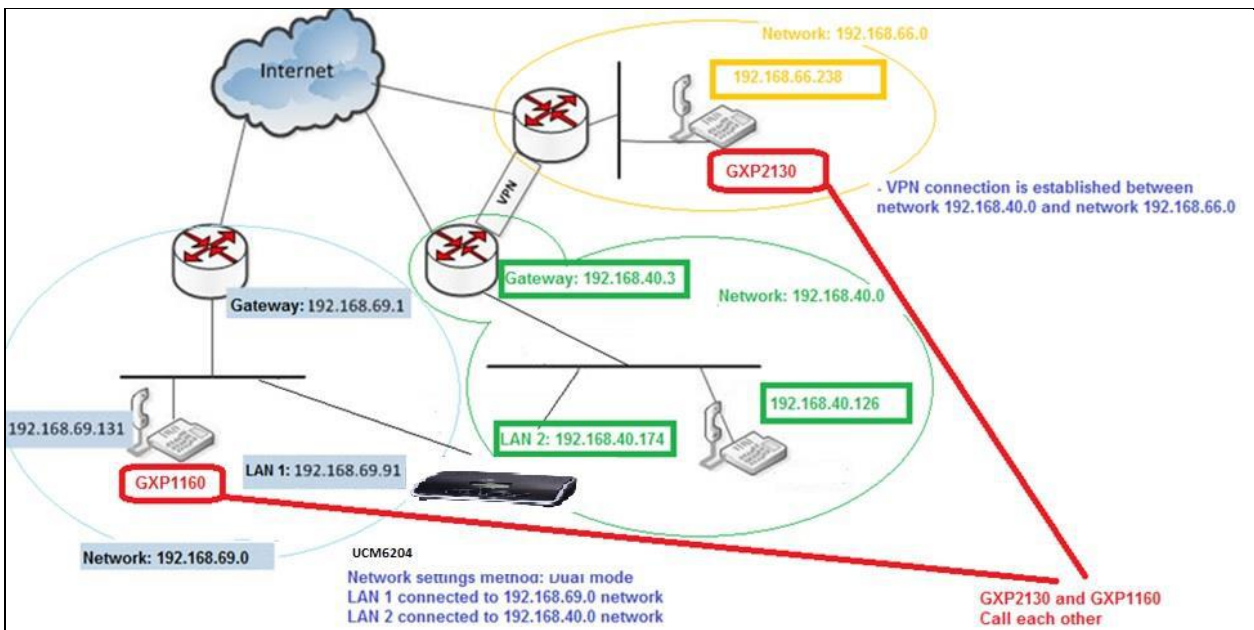 Internet
Network: 192.168.66.0
192.168.66.238
GXP2130
VPN
- VPN connection is established between
network 192.168.40.0 and network 192.168.66.0
Gateway: 192.168.69.1
Gateway: 192.168.40.3
Network: 192.168.40.0
192.168.69.131
GXP1160
LAN 1: 192.168.69.91
LAN 2: 192.168.40.174
192.168.40.126
Network: 192.168.69.0
UCM6204
Network settings method: Dual mode
LAN 1 connected to 192.168.69.0 network
LAN 2 connected to 192.168.40.0 network
GXP2130 and GXP1160
Call each other